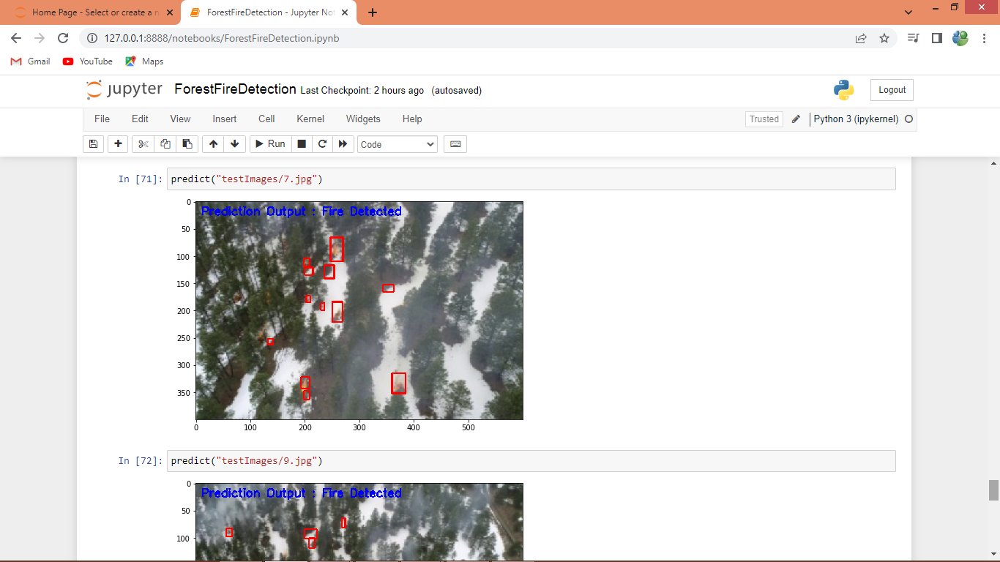 Home Page - Select or create a n
ForestFireDetection - Jupyter Not
127.0.0.1:8888/notebooks/ForestFireDetection.ipynb
Gmail YouTube Maps
jupyter ForestFireDetection Last Checkpoint: 2 hours ago (autosaved) Logout
File Edit View Insert Cell Kernel Widgets Help Trusted Python 3 (ipykernel)
Run Code
In [71]: predict("testImages/7.jpg")
Prediction Output : Fire Detected
0
50
100
150
200
250
300
350
0 100 200 300 400 500
In [72]: predict("testImages/9.jpg")
Prediction Output : Fire Detected
0
50
100